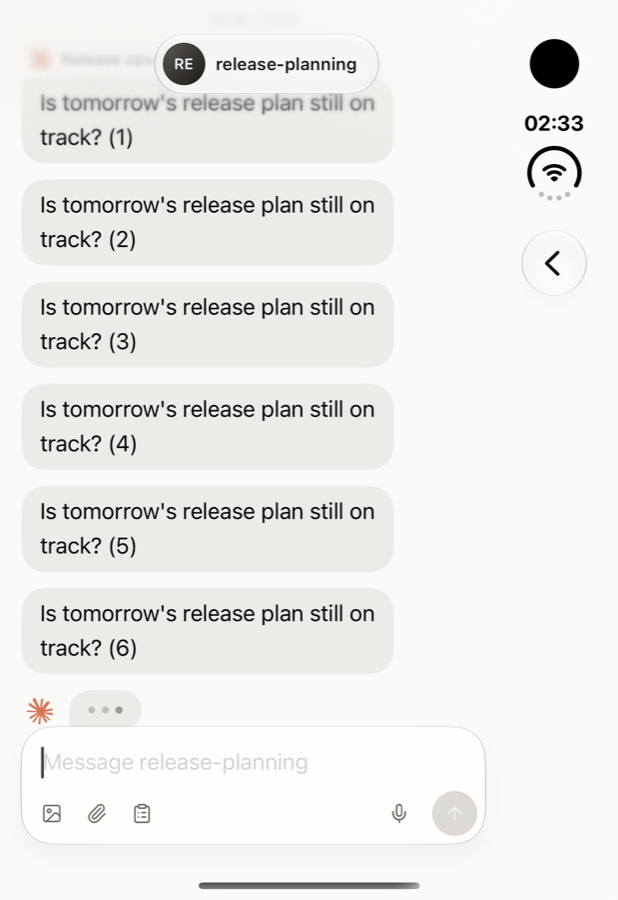 RE release-planning
02:33
Is tomorrow's release plan still on
track? (1)
Is tomorrow's release plan still on
track? (2)
Is tomorrow's release plan still on
track? (3)
Is tomorrow's release plan still on
track? (4)
Is tomorrow's release plan still on
track? (5)
Is tomorrow's release plan still on
track? (6)
Message release-planning